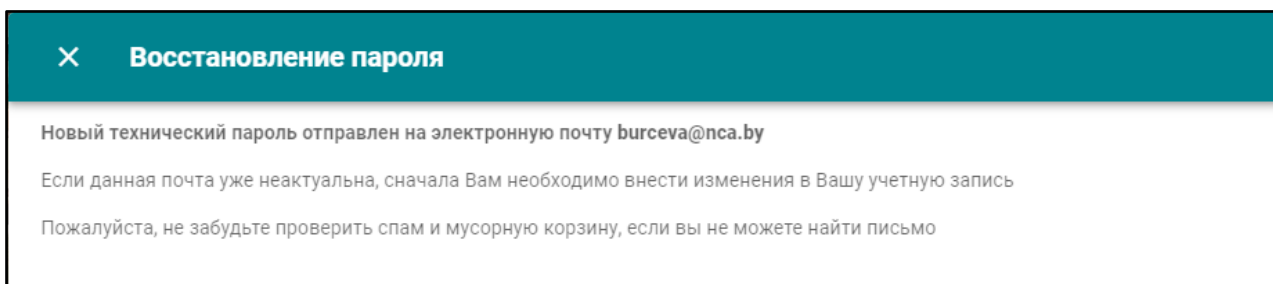 Восстановление пароля
Новый технический пароль отправлен на электронную почту burceva@nca.by
Если данная почта уже неактуальна, сначала Вам необходимо внести изменения в Вашу учетную запись
Пожалуйста, не забудьте проверить спам и мусорную корзину, если вы не можете найти письмо